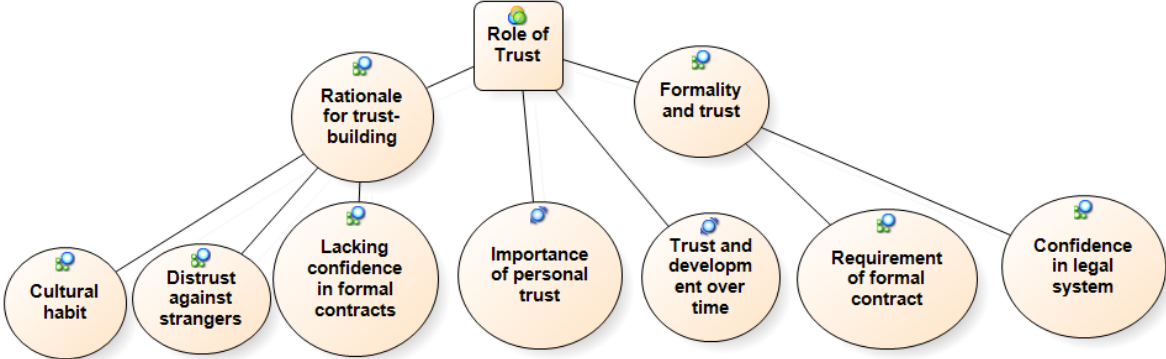 Role of
Trust
Rationale
for trust-
building
Formality
and trust
Cultural
habit
Distrust
against
strangers
Lacking
confidence
in formal
contracts
Importance
of personal
trust
Trust and
developm
ent over
time
Requirement
of formal
contract
Confidence
in legal
system